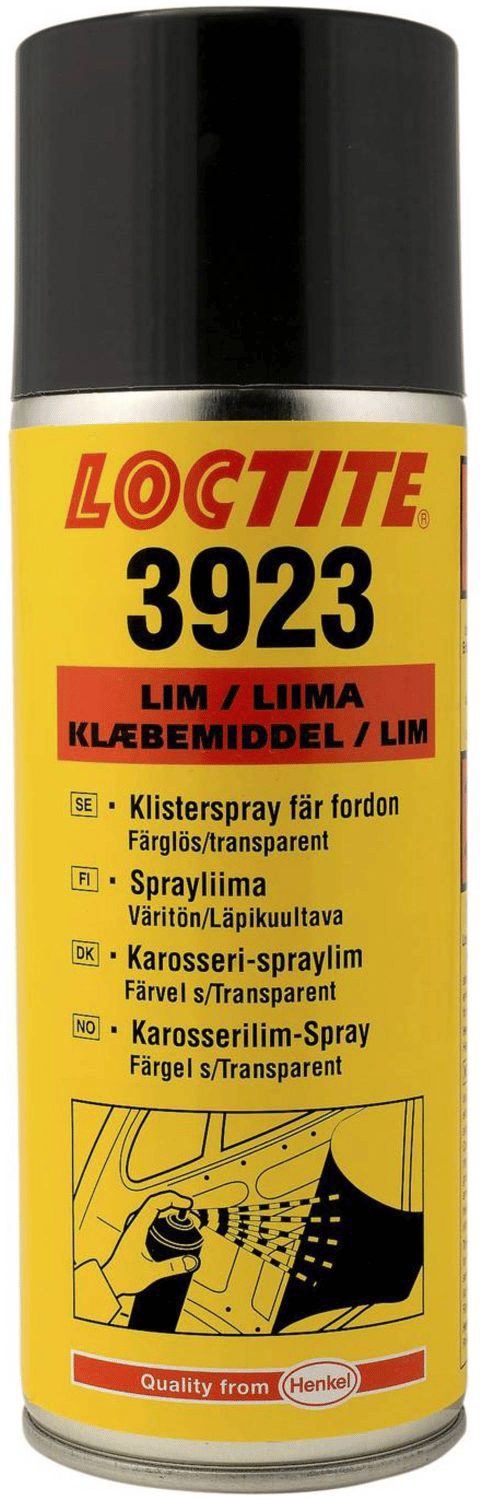 LOCTITE®
3923
LIM / LIIMA
KLÆBEMIDDEL / LIM
SE · Klisterspray fär fordon
Färglös/transparent
FI · Sprayliima
Väritön/Läpikuultava
DK · Karosseri-spraylim
Färvel s/Transparent
NO · Karosserilim-Spray
Färgel s/Transparent
Quality from Henkel